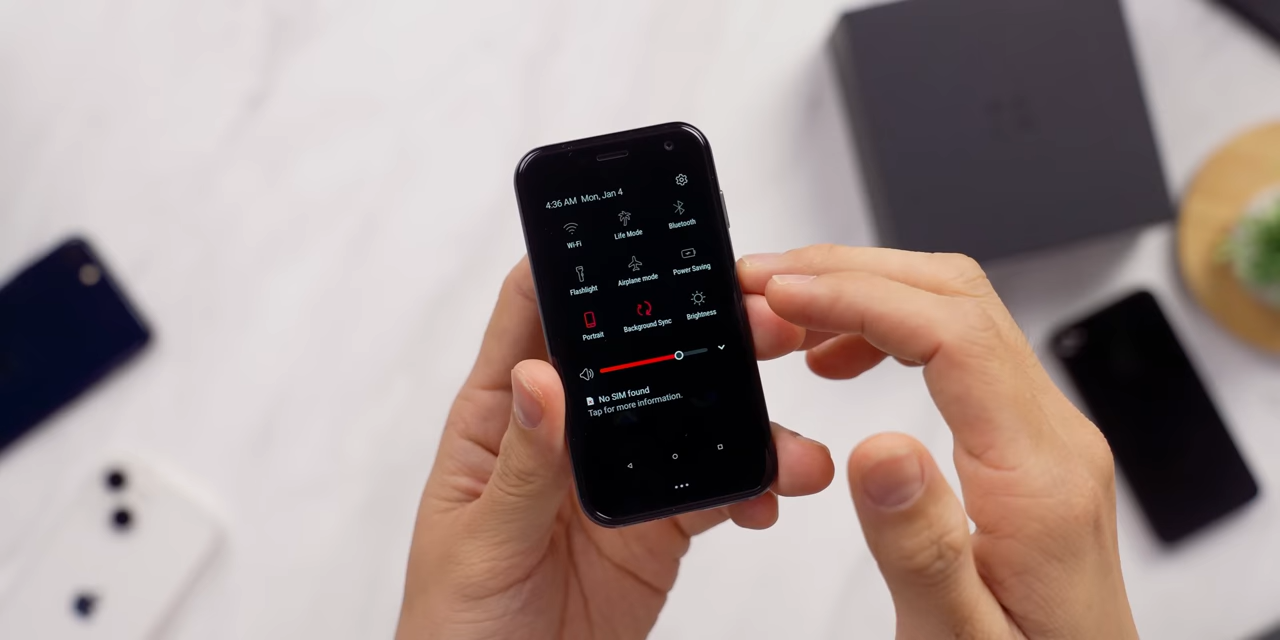 4:36 AM Mon, Jan 4
Wi-Fi
Life Mode
Bluetooth
Flashlight
Airplane mode
Power Saving
Portrait
Background Sync
Brightness
No SIM found
Tap for more information.